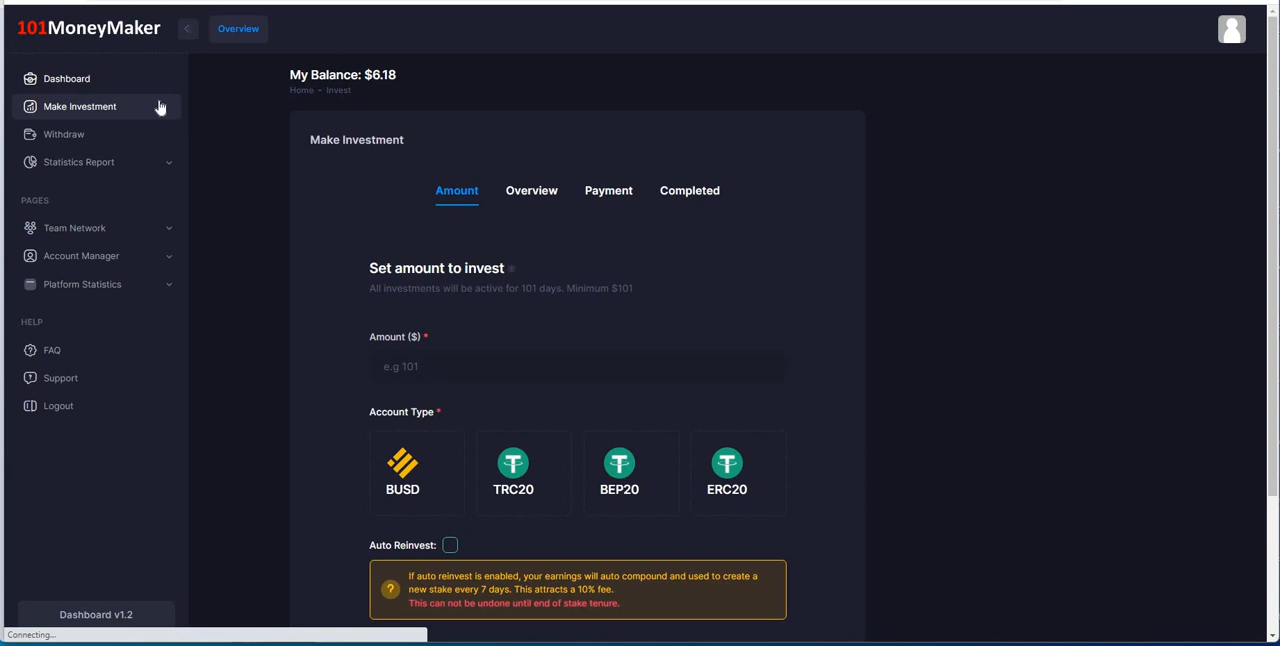 101MoneyMaker
Overview
Dashboard
Make Investment
Withdraw
Statistics Report
PAGES
Team Network
Account Manager
Platform Statistics
HELP
FAQ
Support
Logout
Dashboard v1.2
Connecting...
My Balance: $6.18
Home - Invest
Make Investment
Amount Overview Payment Completed
Set amount to invest
All investments will be active for 101 days. Minimum $101
Amount ($) *
e.g 101
Account Type *
BUSD TRC20 BEP20 ERC20
Auto Reinvest:
? If auto reinvest is enabled, your earnings will auto compound and used to create a
new stake every 7 days. This attracts a 10% fee.
This can not be undone until end of stake tenure.